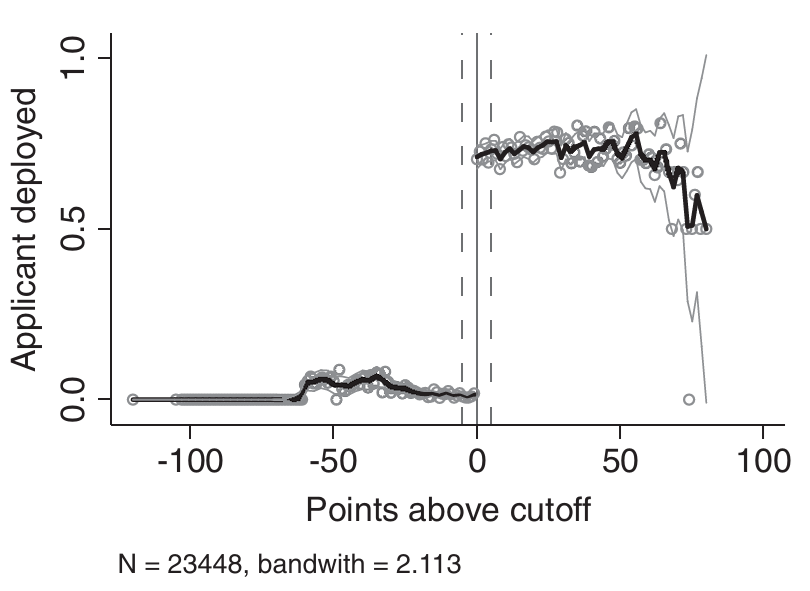 Applicant deployed
1.0
0.5
0.0
-100 -50 0 50 100
Points above cutoff
N = 23448, bandwith = 2.113